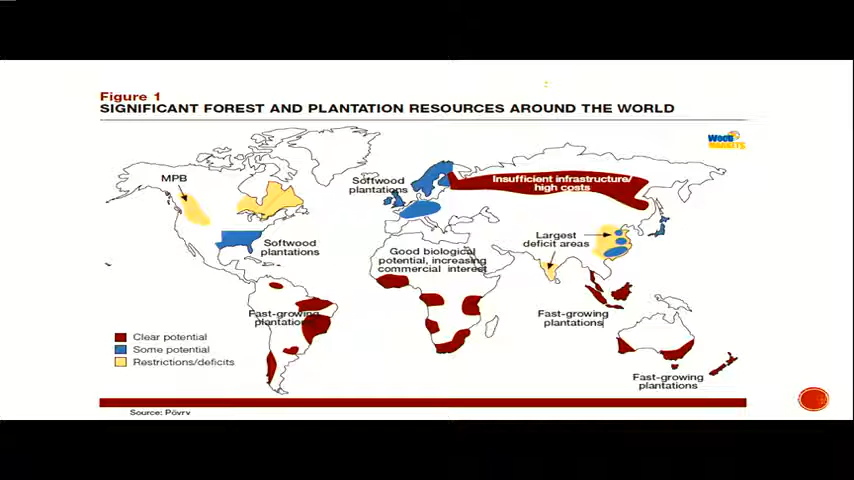 Figure 1
SIGNIFICANT FOREST AND PLANTATION RESOURCES AROUND THE WORLD
WOOD
MARKETS
MPB
Softwood
plantations
Insufficient infrastructure/
high costs
Softwood
plantations
Good biological
potential, increasing
commercial interest
Largest
deficit areas
Fast-growing
plantations
Fast-growing
plantations
Fast-growing
plantations
Clear potential
Some potential
Restrictions/deficits
Source: Pöyry